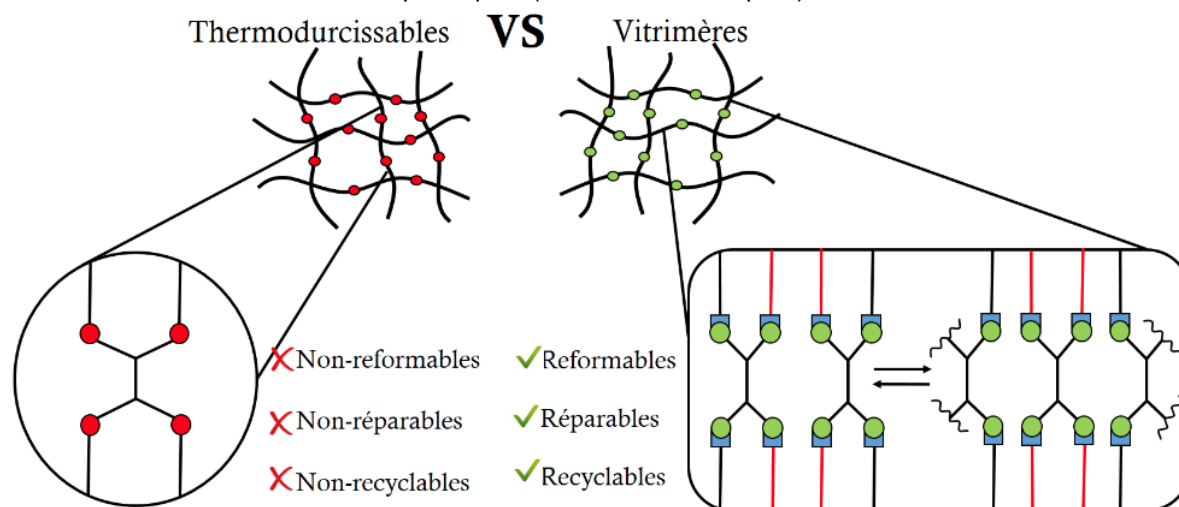 Thermodurcissables VS Vitrimères
Non-reformables
Reformables
Non-réparables
Réparables
Non-recyclables
Recyclables